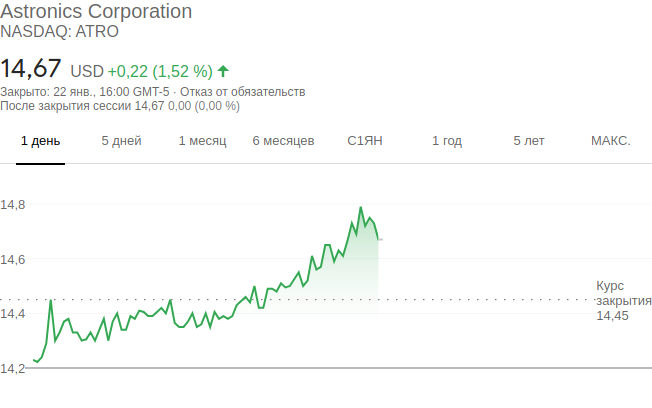 Astronics Corporation
NASDAQ: ATRO
14,67 USD +0,22 (1,52 %)
Закрыто: 22 янв., 16:00 GMT-5 · Отказ от обязательств
После закрытия сессии 14,67 0,00 (0,00 %)
1 день 5 дней 1 месяц 6 месяцев С1ЯН 1 год 5 лет МАКС.
14,8
14,6
Курс
закрытия
14,45
14,4
14,2